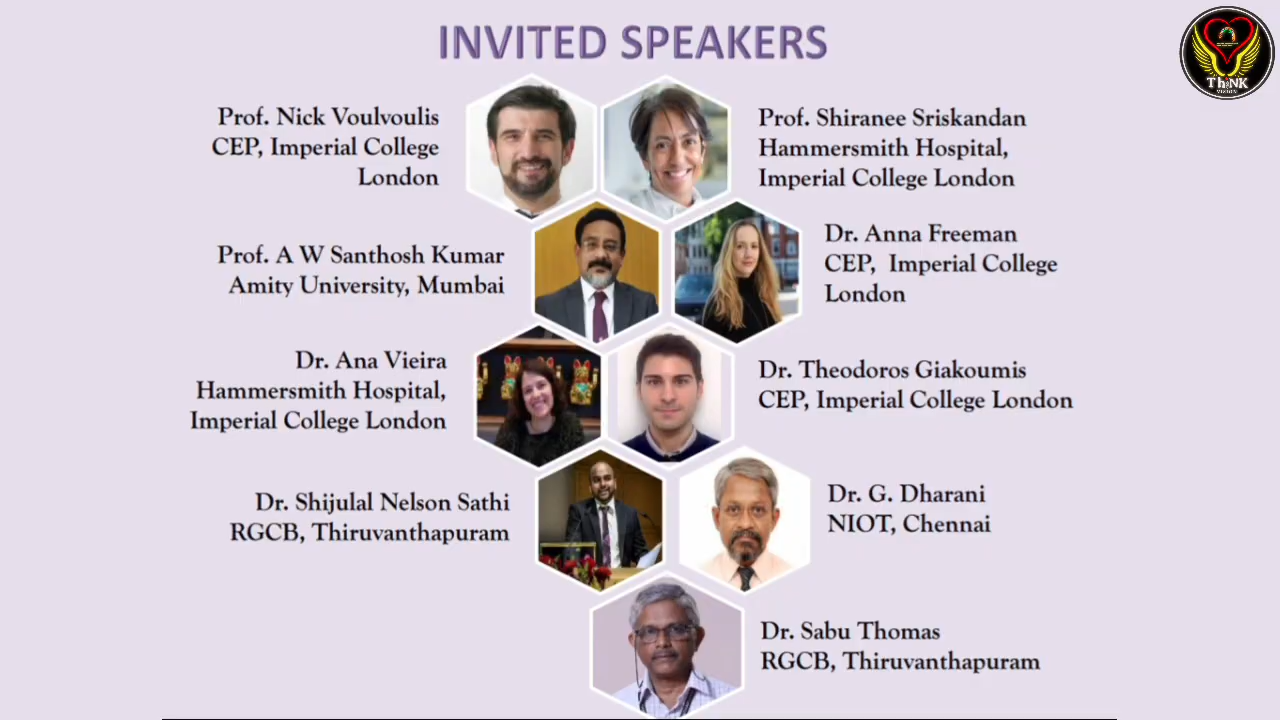 INVITED SPEAKERS
ThiNK
VISION
Prof. Nick Voulvoulis
CEP, Imperial College
London
Prof. Shiranee Sriskandan
Hammersmith Hospital,
Imperial College London
Prof. A W Santhosh Kumar
Amity University, Mumbai
Dr. Anna Freeman
CEP, Imperial College
London
Dr. Ana Vieira
Hammersmith Hospital,
Imperial College London
Dr. Theodoros Giakoumis
CEP, Imperial College London
Dr. Shijulal Nelson Sathi
RGCB, Thiruvanthapuram
Dr. G. Dharani
NIOT, Chennai
Dr. Sabu Thomas
RGCB, Thiruvanthapuram